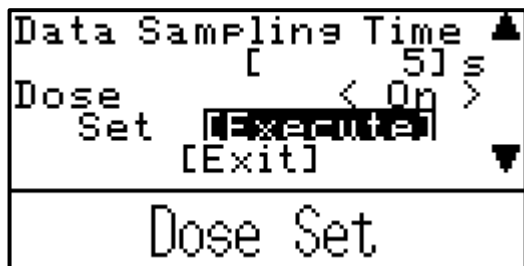 Data Sampling Time
[ 5] s
Dose < On >
Set [Execute]
[Exit]
Dose Set